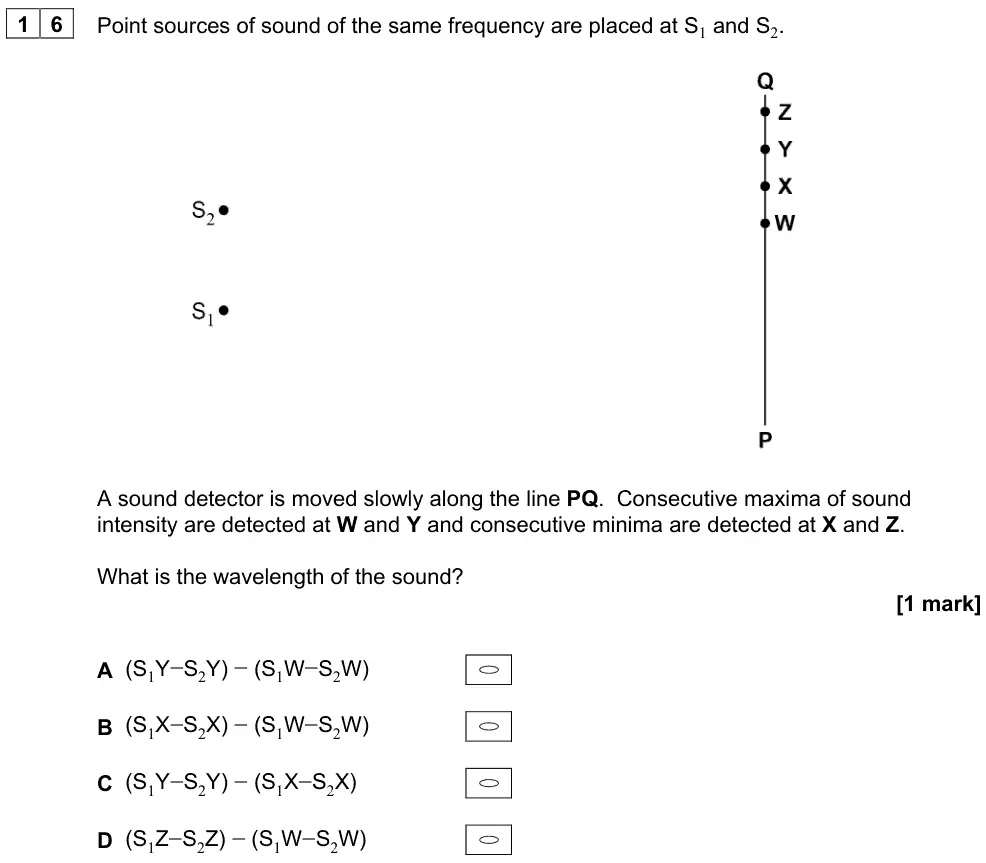 1 6 Point sources of sound of the same frequency are placed at S₁ and S₂.
Q
Z
Y
X
S₂
W
S₁
P
A sound detector is moved slowly along the line PQ. Consecutive maxima of sound
intensity are detected at W and Y and consecutive minima are detected at X and Z.
What is the wavelength of the sound?
[1 mark]
A (S₁Y–S₂Y) – (S₁W–S₂W)
B (S₁X–S₂X) – (S₁W–S₂W)
C (S₁Y–S₂Y) – (S₁X–S₂X)
D (S₁Z–S₂Z) – (S₁W–S₂W)